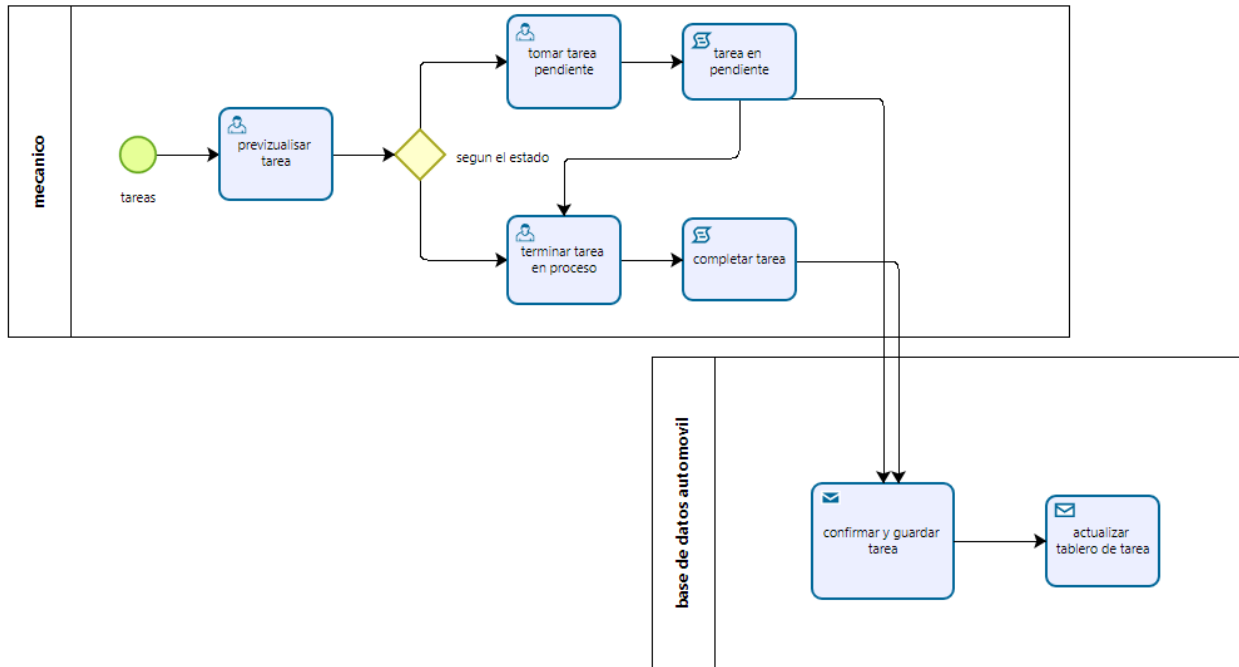 mecanico
tareas
previzualisar
tarea
segun el estado
tomar tarea
pendiente
tarea en
pendiente
terminar tarea
en proceso
completar tarea
base de datos automovil
confirmar y guardar
tarea
actualizar
tablero de tarea